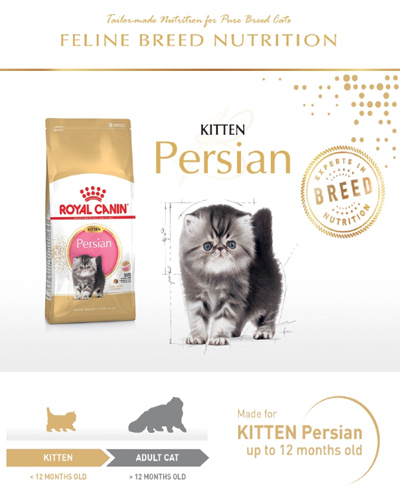 Tailor-made Nutrition for Pure Breed Cats
FELINE BREED NUTRITION
KITTEN
Persian
EXPERTS IN
BREED
NUTRITION
ROYAL CANIN
KITTEN
Persian
Made for
KITTEN Persian
up to 12 months old
KITTEN
ADULT CAT
< 12 MONTHS OLD
> 12 MONTHS OLD